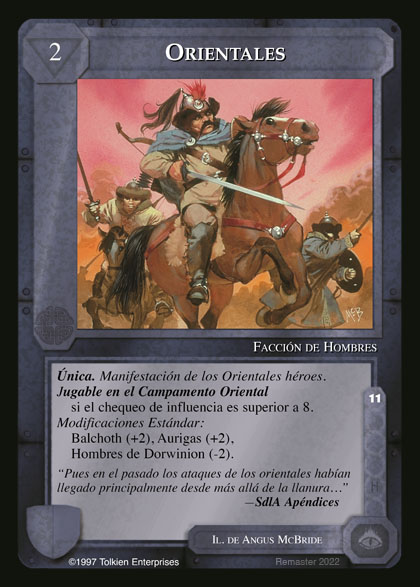 2
ORIENTALES
McB
FACCIÓN DE HOMBRES
Única. Manifestación de los Orientales héroes.
Jugable en el Campamento Oriental
si el chequeo de influencia es superior a 8.
Modificaciones Estándar:
Balchoth (+2), Aurigas (+2),
Hombres de Dorwinion (-2).
11
“Pues en el pasado los ataques de los orientales habían
llegado principalmente desde más allá de la llanura…”
—SdlA Apéndices
H
IL. DE ANGUS MCBRIDE
©1997 Tolkien Enterprises
Remaster 2022